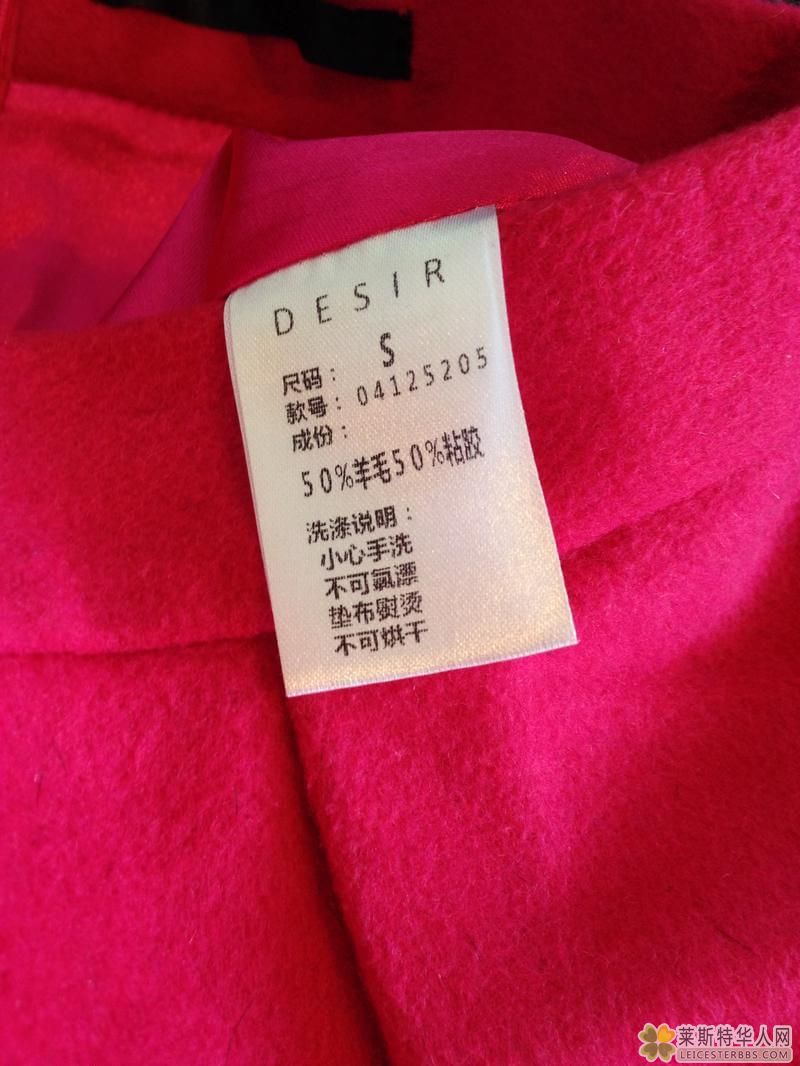 DESIR
尺码： S
款号：04125205
成份：
50%羊毛50%粘胶
洗涤说明：
小心手洗
不可氯漂
垫布熨烫
不可烘干
莱斯特华人网
LEICESTERBBS.COM